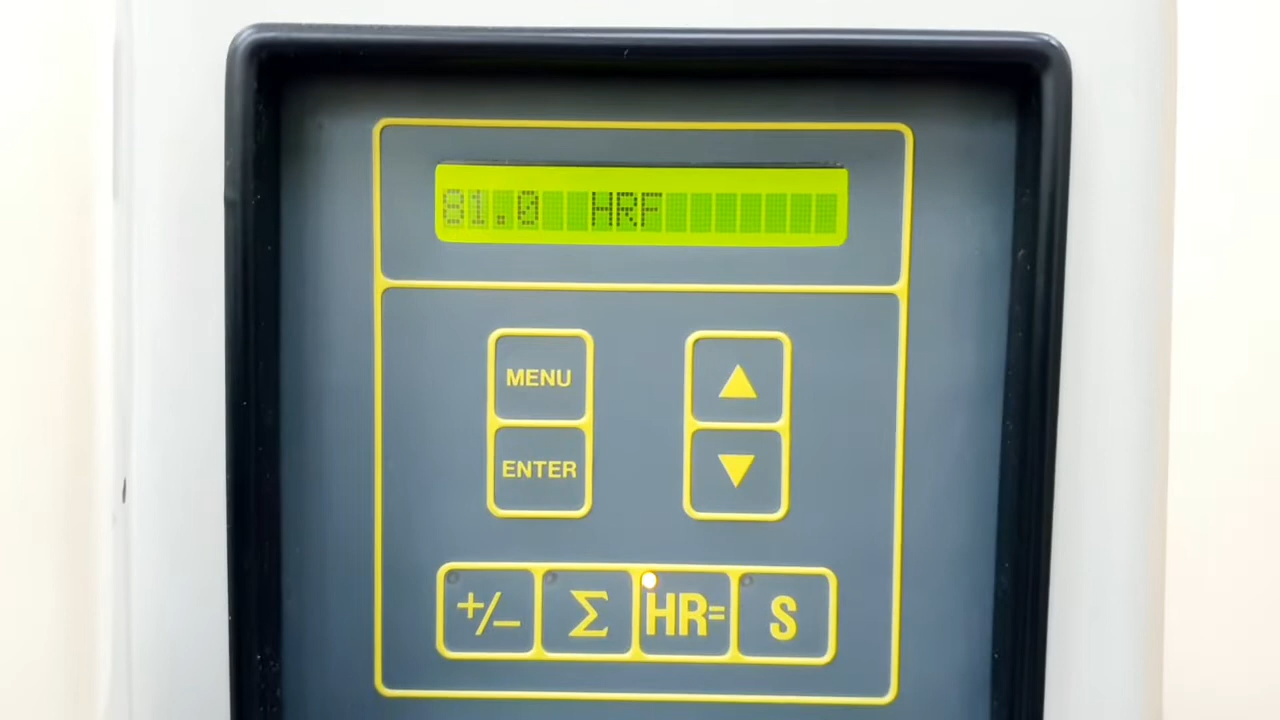 81.0 HRF
MENU
ENTER
▲
▼
+/− Σ HR= S